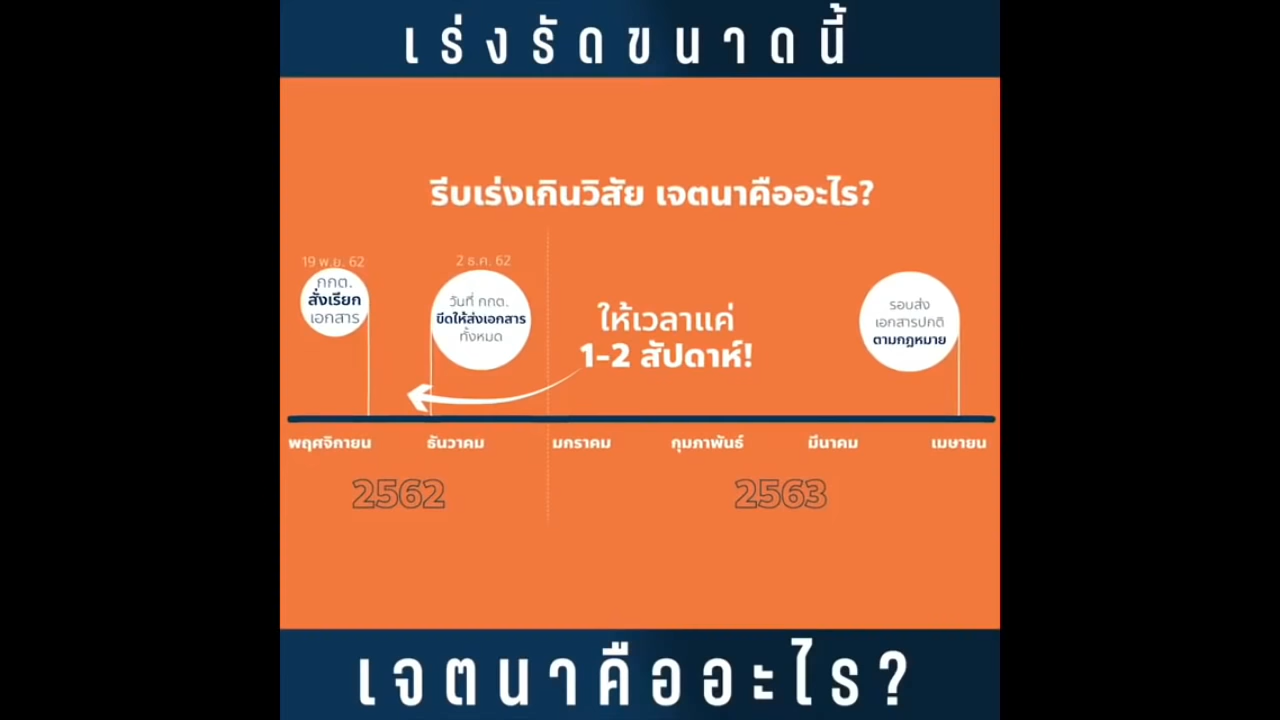 เร่งรัดขนาดนี้
รีบเร่งเกินวิสัย เจตนาคืออะไร?
19 พ.ย. 62
กกต.
สั่งเรียก
เอกสาร
2 ธ.ค. 62
วันที่ กกต.
ขีดให้ส่งเอกสาร
ทั้งหมด
ให้เวลาแค่
1-2 สัปดาห์!
รอบส่ง
เอกสารปกติ
ตามกฎหมาย
พฤศจิกายน ธันวาคม มกราคม กุมภาพันธ์ มีนาคม เมษายน
2562 2563
เจตนาคืออะไร?